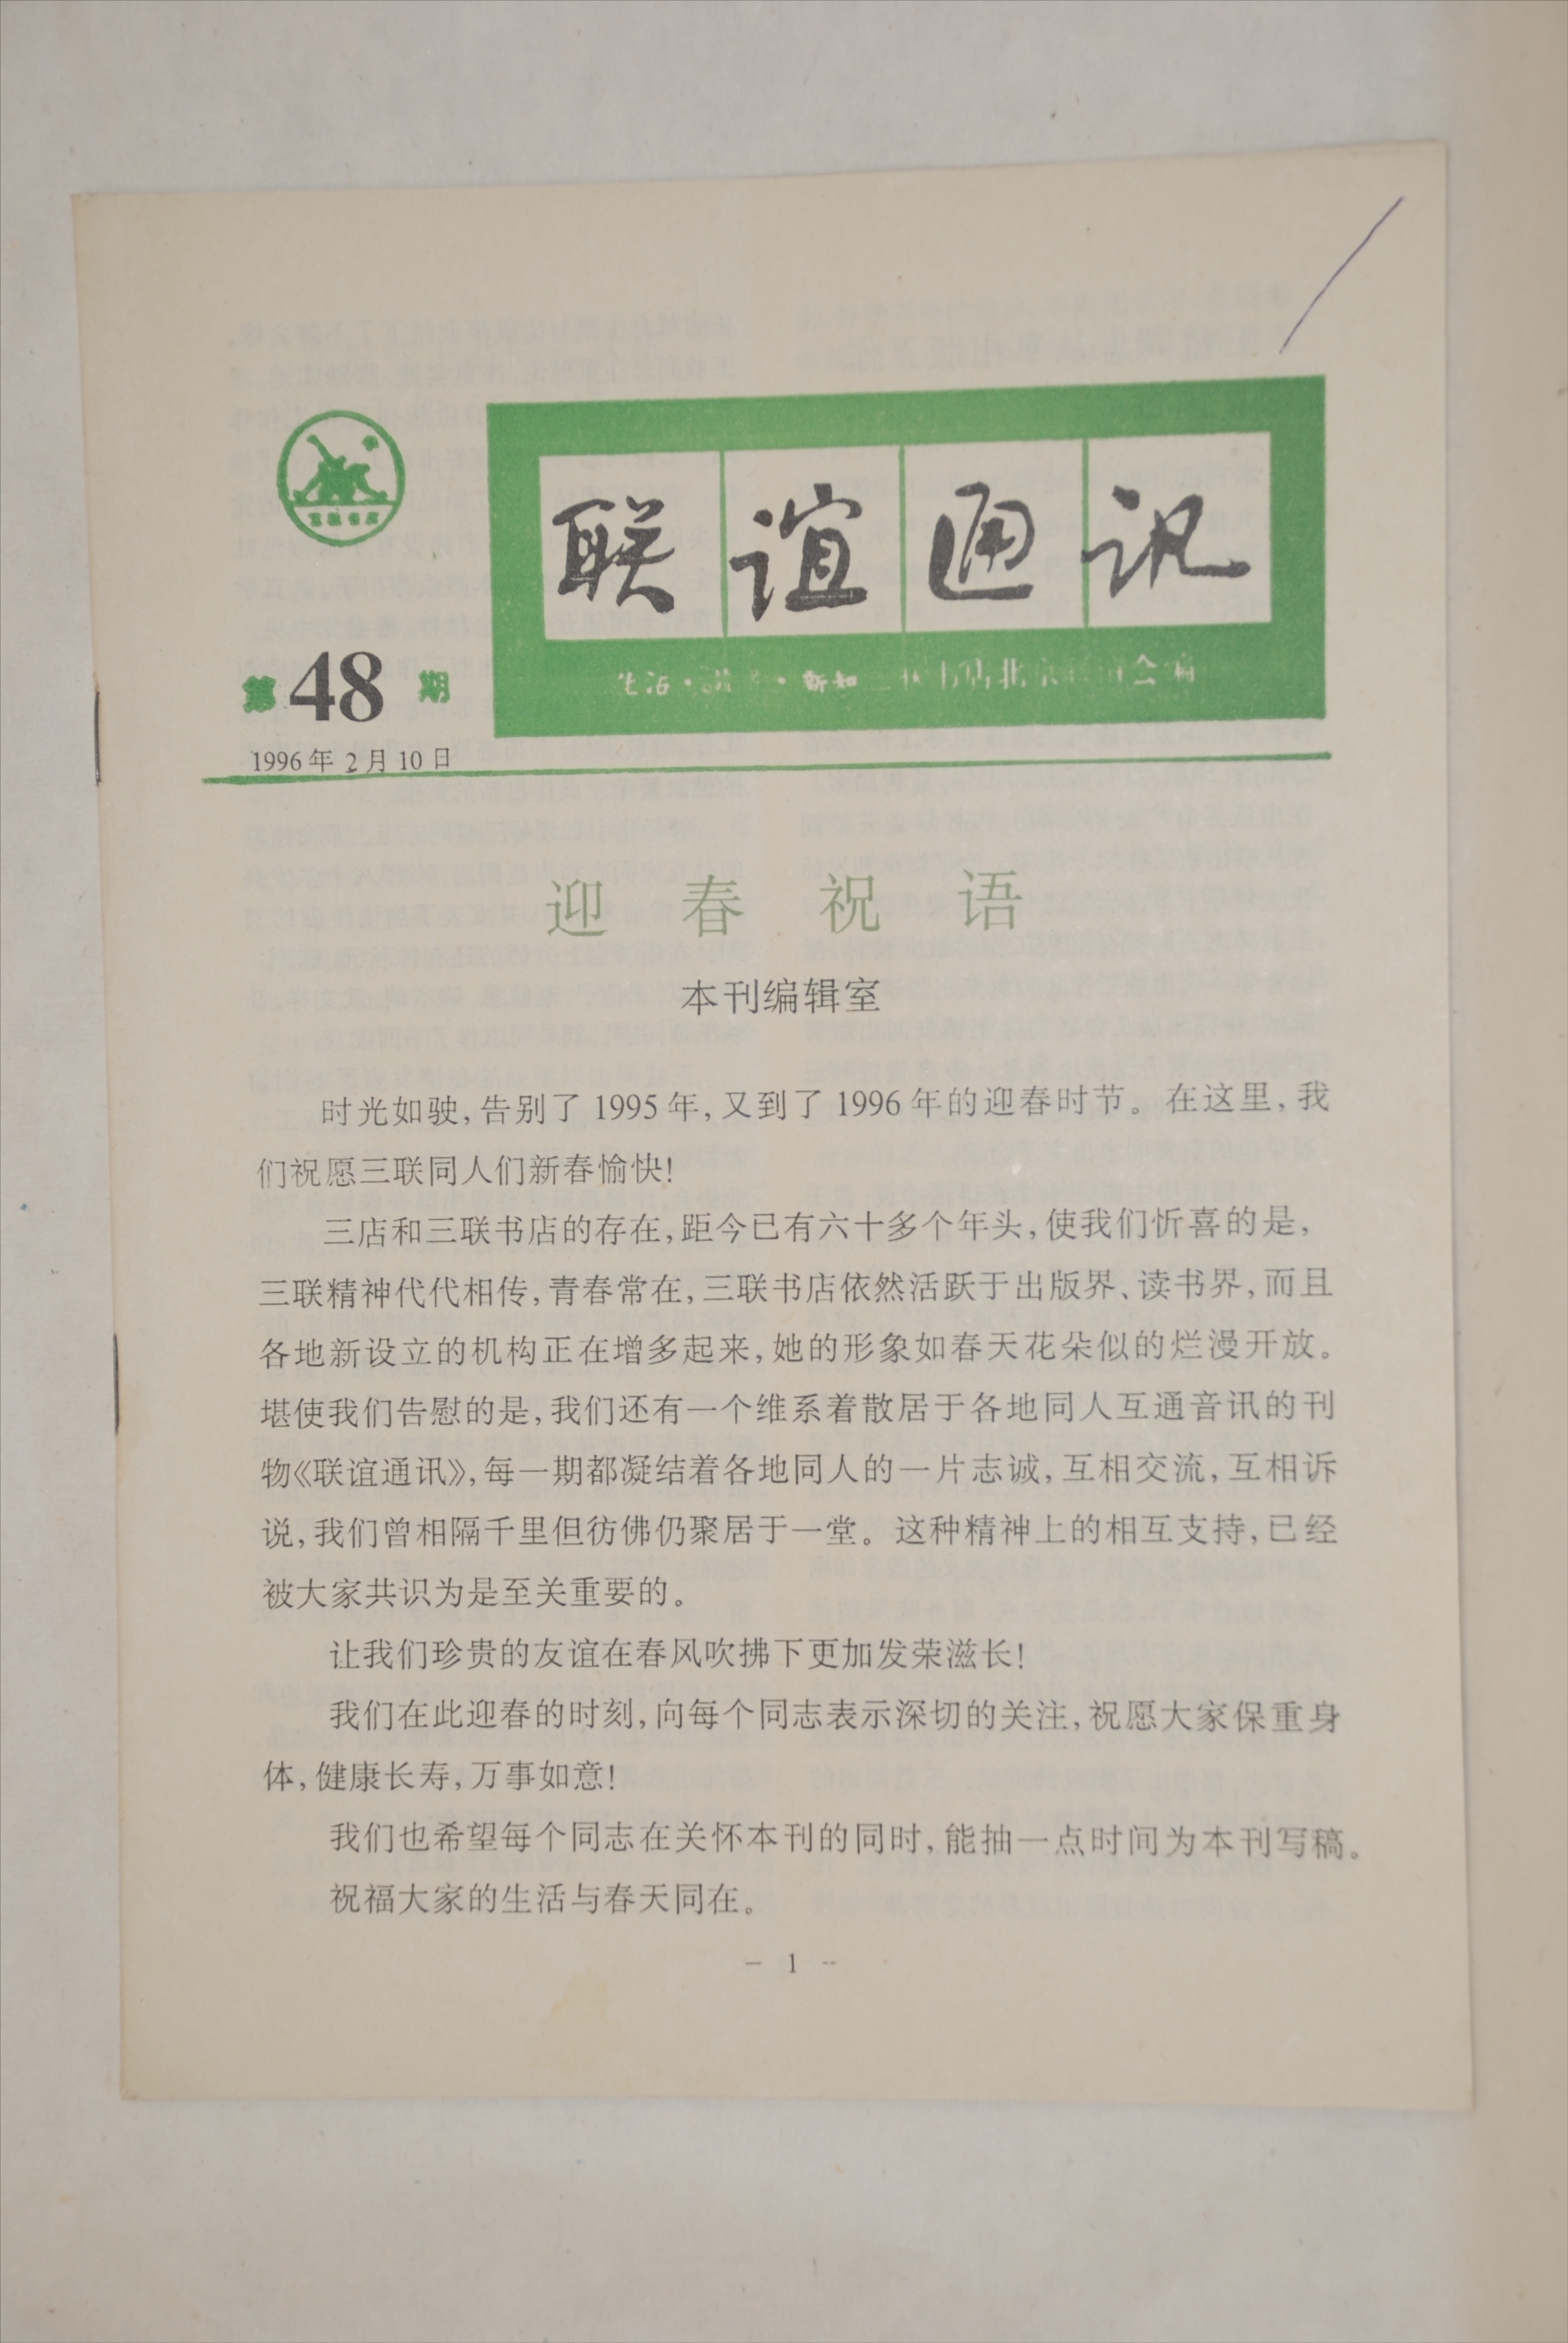 联谊通讯
生活·读书·新知三联书店北京联谊会编
三联书店
第48期
1996年2月10日
迎春祝语
本刊编辑室
时光如驶,告别了1995年,又到了1996年的迎春时节。在这里,我
们祝愿三联同人们新春愉快!
三店和三联书店的存在,距今已有六十多个年头,使我们忻喜的是,
三联精神代代相传,青春常在,三联书店依然活跃于出版界、读书界,而且
各地新设立的机构正在增多起来,她的形象如春天花朵似的烂漫开放。
堪使我们告慰的是,我们还有一个维系着散居于各地同人互通音讯的刊
物《联谊通讯》,每一期都凝结着各地同人的一片志诚,互相交流,互相诉
说,我们曾相隔千里但彷佛仍聚居于一堂。这种精神上的相互支持,已经
被大家共识为是至关重要的。
让我们珍贵的友谊在春风吹拂下更加发荣滋长!
我们在此迎春的时刻,向每个同志表示深切的关注,祝愿大家保重身
体,健康长寿,万事如意!
我们也希望每个同志在关怀本刊的同时,能抽一点时间为本刊写稿。
祝福大家的生活与春天同在。
- 1 -